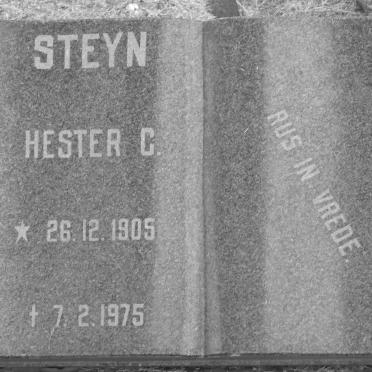 STEYN
HESTER C.
★ 26.12.1905
† 7.2.1975
RUS IN VREDE.